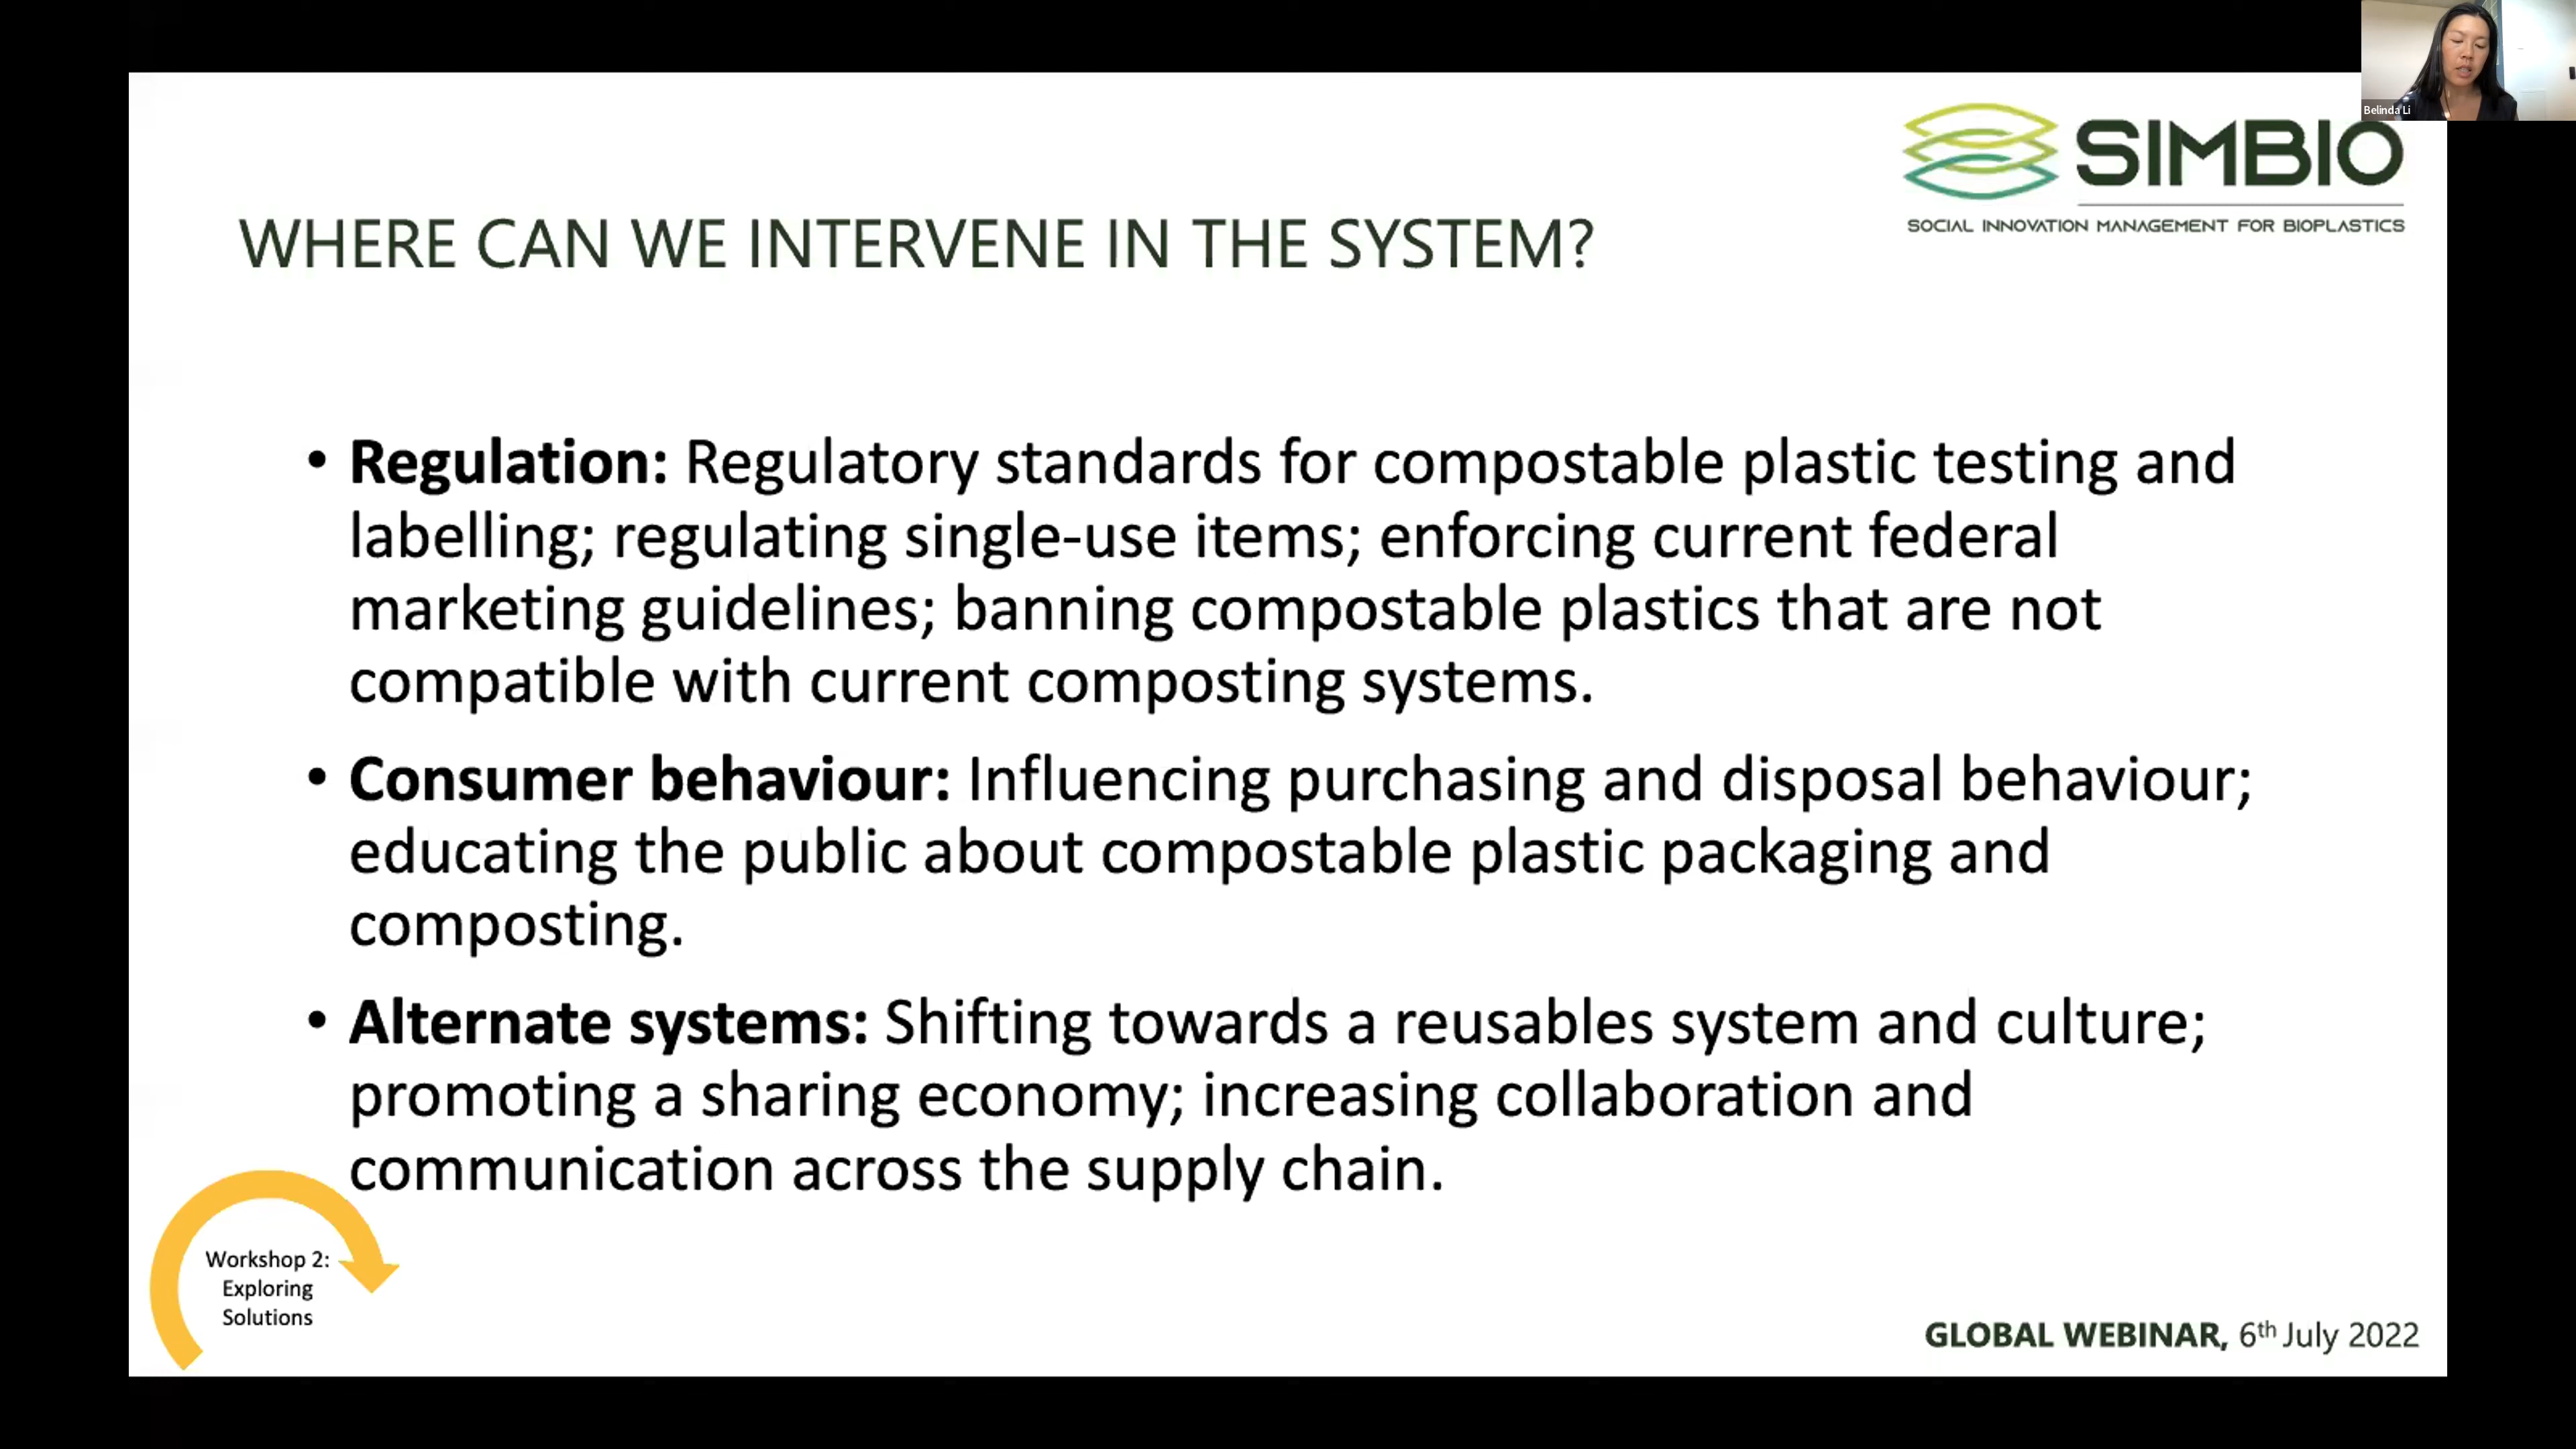 Belinda Li
SIMBIO
SOCIAL INNOVATION MANAGEMENT FOR BIOPLASTICS
WHERE CAN WE INTERVENE IN THE SYSTEM?
• Regulation: Regulatory standards for compostable plastic testing and
labelling; regulating single-use items; enforcing current federal
marketing guidelines; banning compostable plastics that are not
compatible with current composting systems.
• Consumer behaviour: Influencing purchasing and disposal behaviour;
educating the public about compostable plastic packaging and
composting.
• Alternate systems: Shifting towards a reusables system and culture;
promoting a sharing economy; increasing collaboration and
communication across the supply chain.
Workshop 2:
Exploring
Solutions
GLOBAL WEBINAR, 6th July 2022